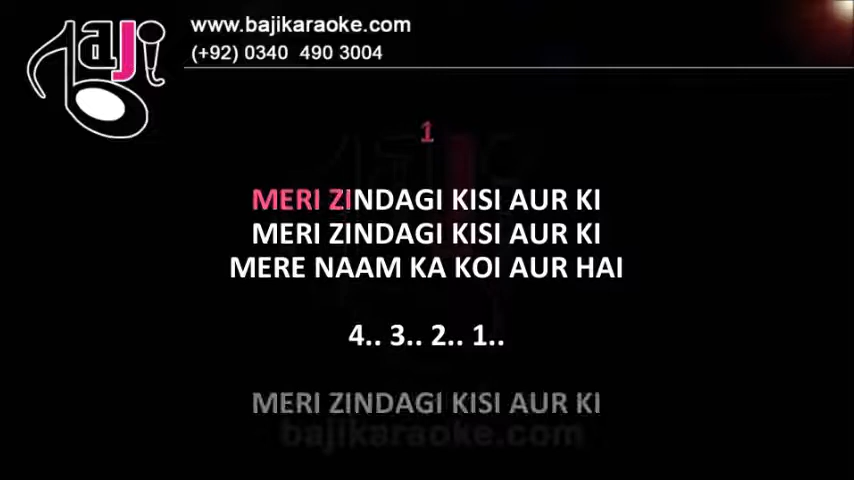 www.bajikaraoke.com
(+92) 0340 490 3004
Baji
1
MERI ZINDAGI KISI AUR KI
MERI ZINDAGI KISI AUR KI
MERE NAAM KA KOI AUR HAI
4.. 3.. 2.. 1..
MERI ZINDAGI KISI AUR KI
bajikaraoke.com